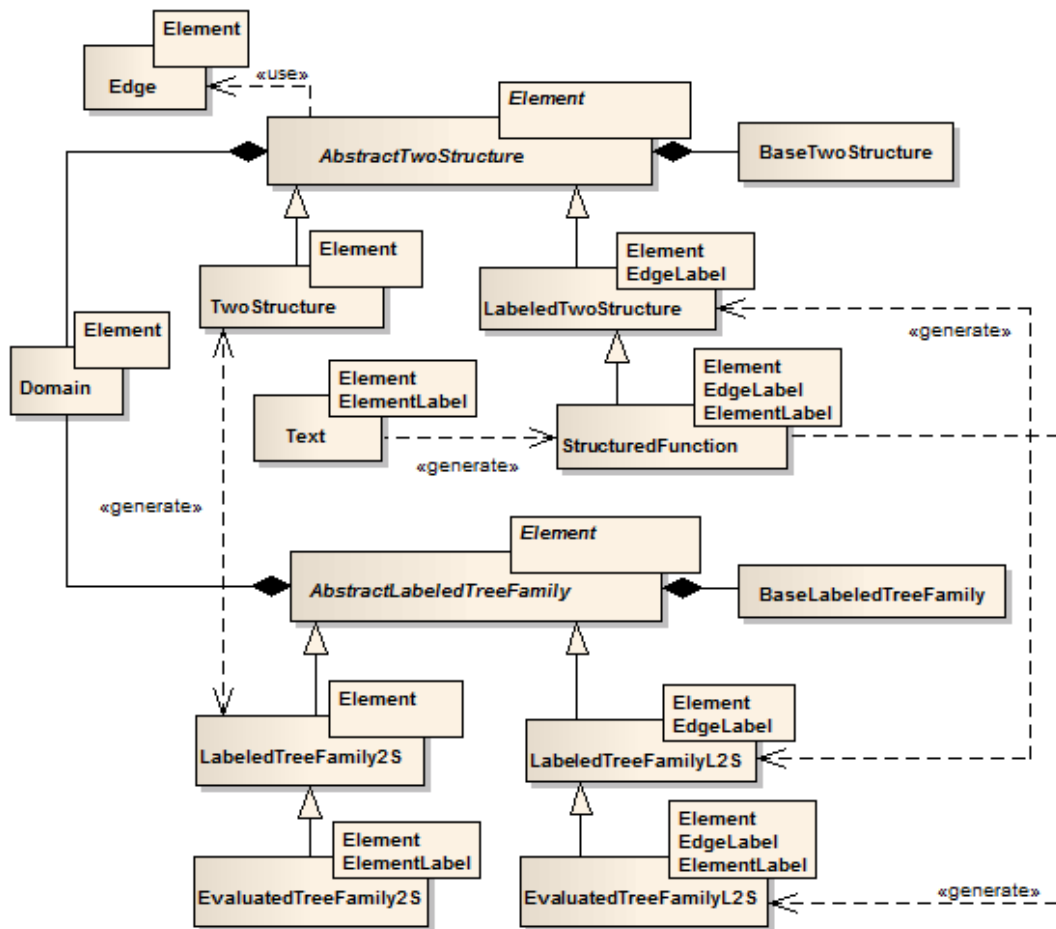 Element
Edge
«use»
Element
AbstractTwoStructure
BaseTwoStructure
Element
TwoStructure
Element
EdgeLabel
LabeledTwoStructure
«generate»
Element
Domain
Element
ElementLabel
Text
«generate»
Element
EdgeLabel
ElementLabel
StructuredFunction
«generate»
Element
AbstractLabeledTreeFamily
BaseLabeledTreeFamily
Element
LabeledTreeFamily2S
Element
EdgeLabel
LabeledTreeFamilyL2S
Element
ElementLabel
EvaluatedTreeFamily2S
Element
EdgeLabel
ElementLabel
EvaluatedTreeFamilyL2S
«generate»